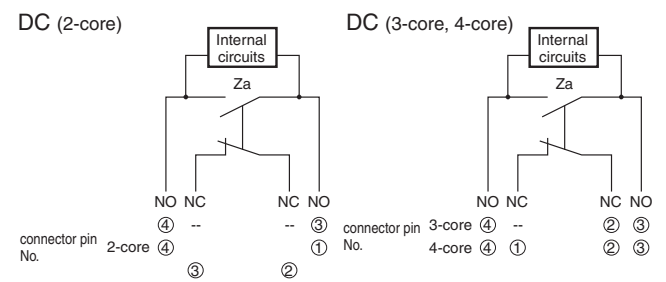 DC (2-core)
Internal
circuits
Za
NO NC NC NO
④ -- -- ③
connector pin
No.
2-core ④ ①
③ ②
DC (3-core, 4-core)
Internal
circuits
Za
NO NC NC NO
connector pin
No.
3-core ④ -- ② ③
4-core ④ ① ② ③